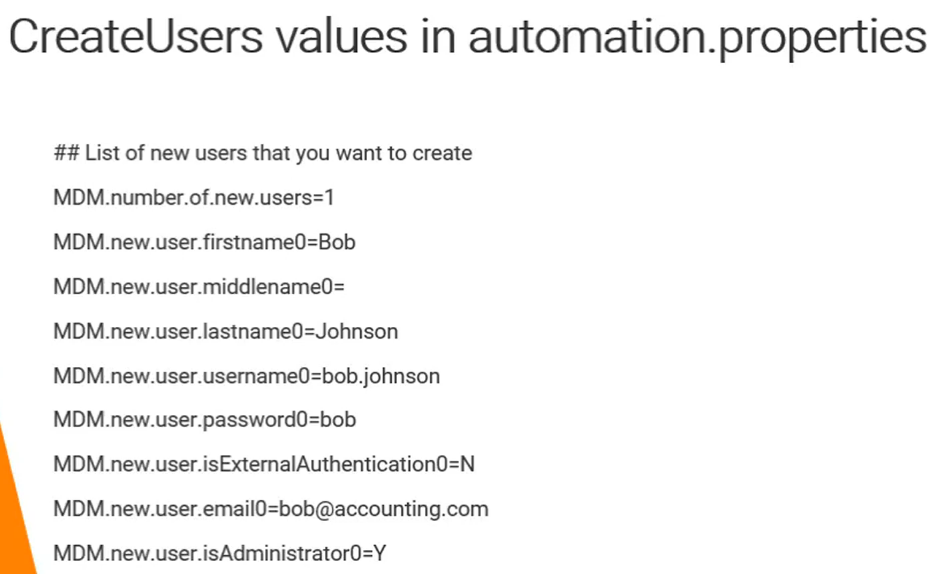 CreateUsers values in automation.properties
## List of new users that you want to create
MDM.number.of.new.users=1
MDM.new.user.firstname0=Bob
MDM.new.user.middlename0=
MDM.new.user.lastname0=Johnson
MDM.new.user.username0=bob.johnson
MDM.new.user.password0=bob
MDM.new.user.isExternalAuthentication0=N
MDM.new.user.email0=bob@accounting.com
MDM.new.user.isAdministrator0=Y